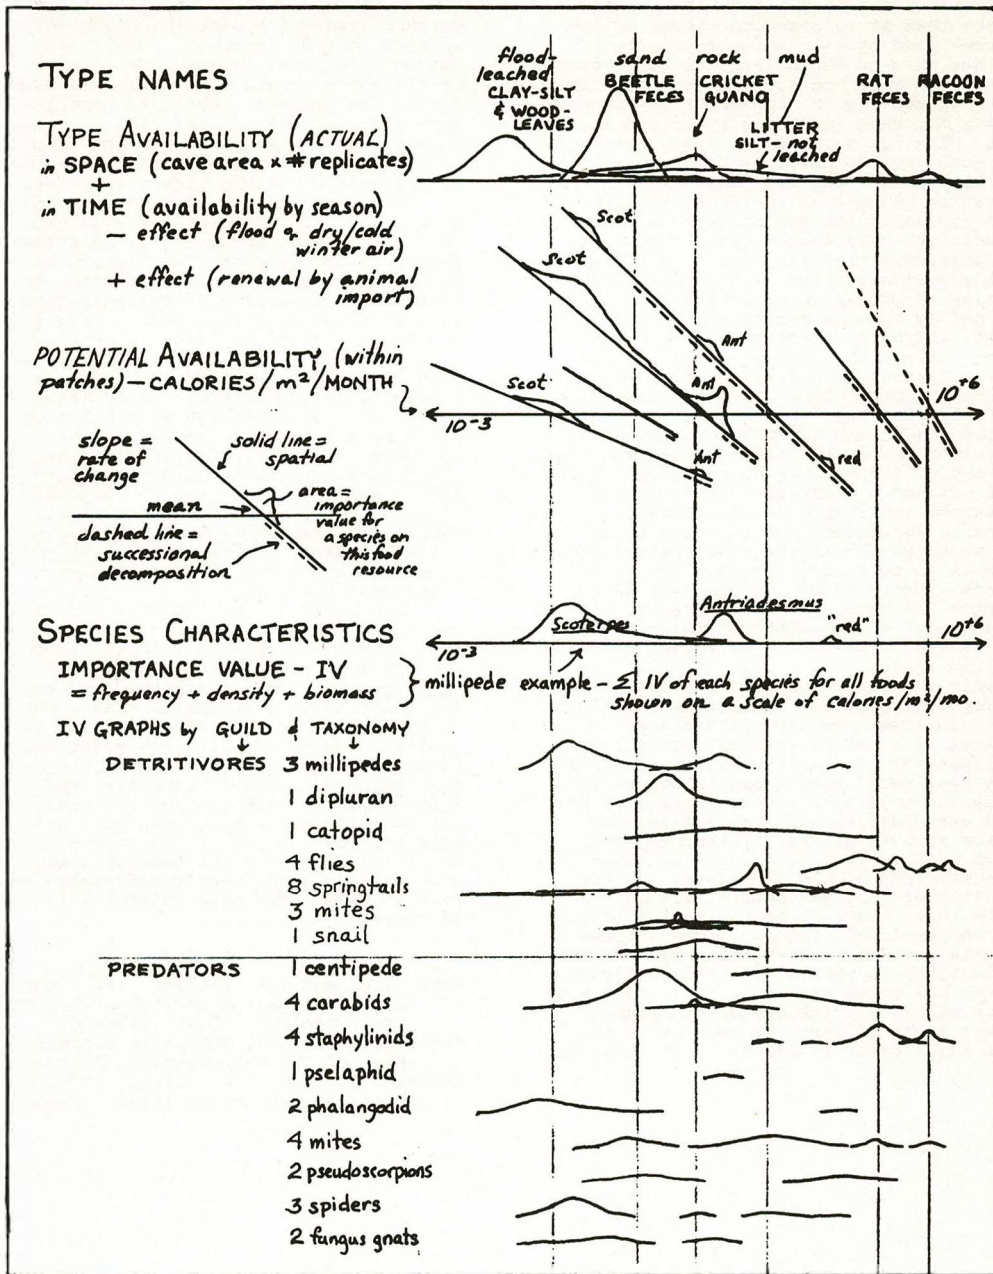 TYPE NAMES
flood-
leached
CLAY-SILT
& WOOD-
LEAVES
sand
BEETLE
FECES
rock
CRICKET
GUANO
mud
LITTER
SILT - not
leached
RAT
FECES
RACOON
FECES
TYPE AVAILABILITY (ACTUAL)
in SPACE (cave area x # replicates)
+
in TIME (availability by season)
- effect (flood or dry/cold
winter air)
+ effect (renewal by animal
import)
Scot
Scot
Ant
POTENTIAL AVAILABILITY (within
patches) - CALORIES/m²/MONTH
Scot
Ant
10-3
10+6
Ant
red
slope =
rate of
change
solid line =
spatial
mean
area =
importance
value for
a species on
this food
resource
dashed line =
successional
decomposition
SPECIES CHARACTERISTICS
Scoterpes
Antriadesmus
"red"
10-3
10+6
IMPORTANCE VALUE - IV
= frequency + density + biomass
millipede example - Σ IV of each species for all foods
shown on a scale of calories/m²/mo.
IV GRAPHS by GUILD & TAXONOMY
DETRITIVORES 3 millipedes
1 dipluran
1 catopid
4 flies
8 springtails
3 mites
1 snail
PREDATORS 1 centipede
4 carabids
4 staphylinids
1 pselaphid
2 phalangodid
4 mites
2 pseudoscorpions
3 spiders
2 fungus gnats